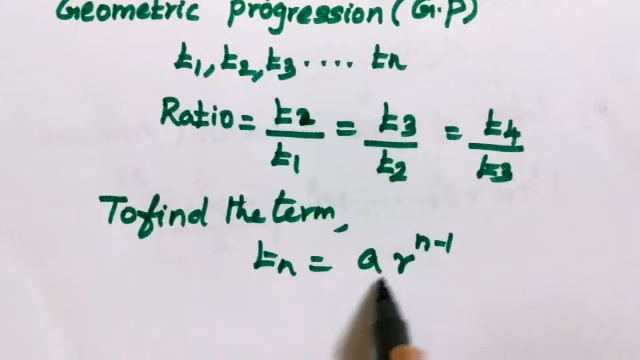 Geometric progression (G.P)
t1, t2, t3 .... tn
Ratio = t2/t1 = t3/t2 = t4/t3
To find the term,
tn = a r^n-1